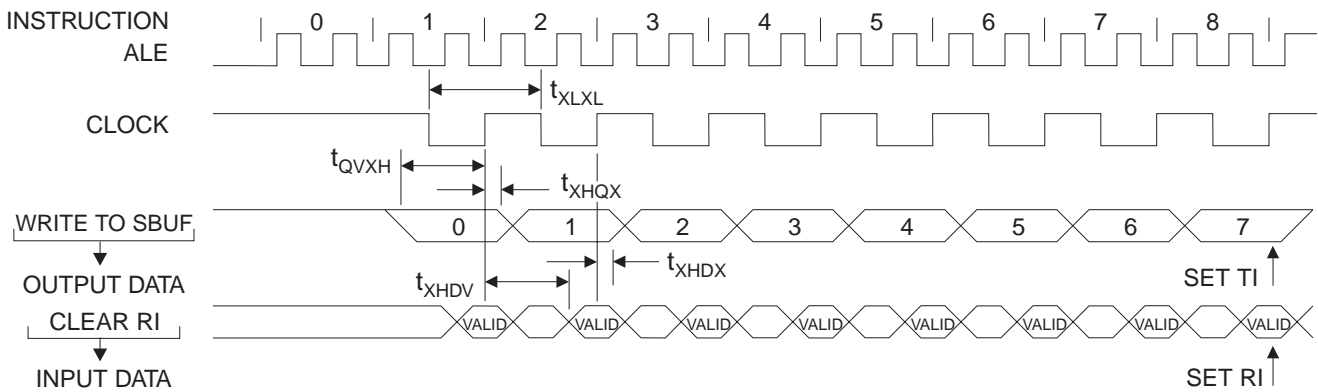 INSTRUCTION 0 1 2 3 4 5 6 7 8
ALE
tXLXL
CLOCK
tQVXH
tXHQX
WRITE TO SBUF 0 1 2 3 4 5 6 7
tXHDX
tXHDV
OUTPUT DATA SET TI
CLEAR RI VALID VALID VALID VALID VALID VALID VALID VALID
INPUT DATA SET RI